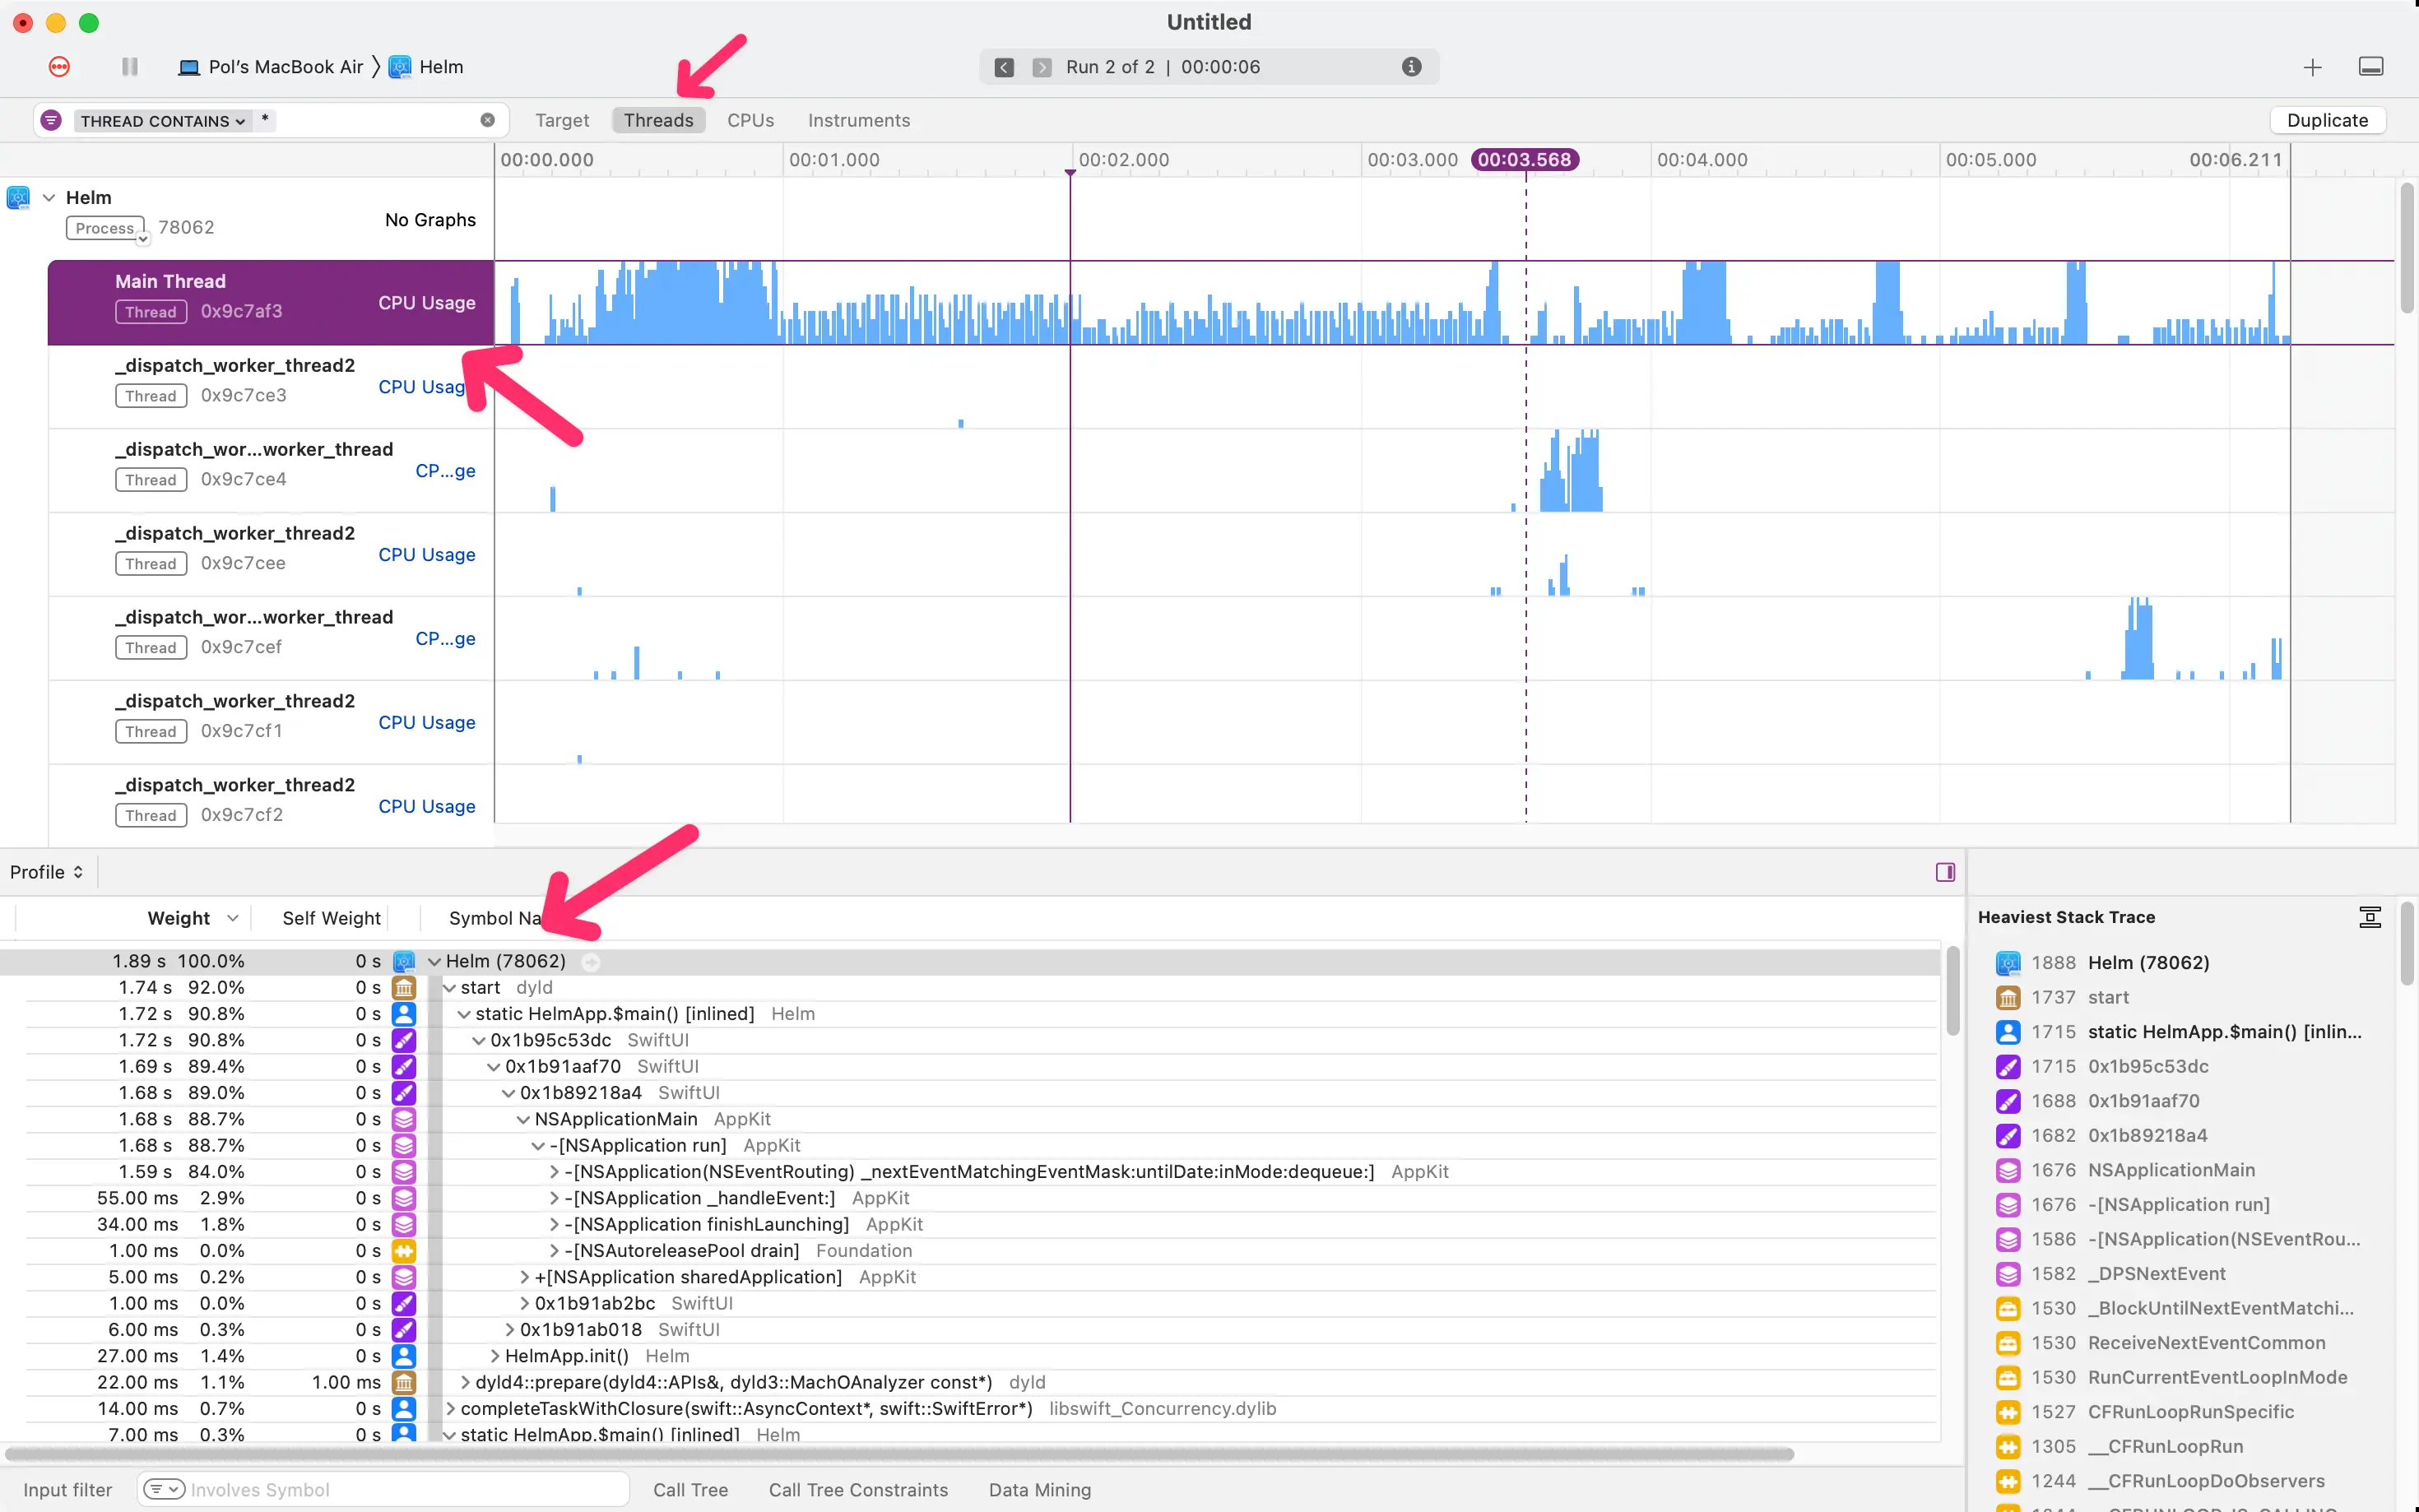 Untitled
Pol's MacBook Air 〉 Helm
Run 2 of 2 | 00:00:06
THREAD CONTAINS *
Target Threads CPUs Instruments
Duplicate
00:00.000 00:01.000 00:02.000 00:03.000 00:03.568 00:04.000 00:05.000 00:06.211
Helm
Process 78062
No Graphs
Main Thread
Thread 0x9c7af3
CPU Usage
_dispatch_worker_thread2
Thread 0x9c7ce3
CPU Usag
_dispatch_wor...worker_thread
Thread 0x9c7ce4
CP...ge
_dispatch_worker_thread2
Thread 0x9c7cee
CPU Usage
_dispatch_wor...worker_thread
Thread 0x9c7cef
CP...ge
_dispatch_worker_thread2
Thread 0x9c7cf1
CPU Usage
_dispatch_worker_thread2
Thread 0x9c7cf2
CPU Usage
Profile
Weight Self Weight Symbol Na
1.89 s 100.0% 0 s Helm (78062)
1.74 s 92.0% 0 s start dyld
1.72 s 90.8% 0 s static HelmApp.$main() [inlined] Helm
1.72 s 90.8% 0 s 0x1b95c53dc SwiftUI
1.69 s 89.4% 0 s 0x1b91aaf70 SwiftUI
1.68 s 89.0% 0 s 0x1b89218a4 SwiftUI
1.68 s 88.7% 0 s NSApplicationMain AppKit
1.68 s 88.7% 0 s -[NSApplication run] AppKit
1.59 s 84.0% 0 s -[NSApplication(NSEventRouting) _nextEventMatchingEventMask:untilDate:inMode:dequeue:] AppKit
55.00 ms 2.9% 0 s -[NSApplication _handleEvent:] AppKit
34.00 ms 1.8% 0 s -[NSApplication finishLaunching] AppKit
1.00 ms 0.0% 0 s -[NSAutoreleasePool drain] Foundation
5.00 ms 0.2% 0 s +[NSApplication sharedApplication] AppKit
1.00 ms 0.0% 0 s 0x1b91ab2bc SwiftUI
6.00 ms 0.3% 0 s 0x1b91ab018 SwiftUI
27.00 ms 1.4% 0 s HelmApp.init() Helm
22.00 ms 1.1% 1.00 ms dyld4::prepare(dyld4::APIs&, dyld3::MachOAnalyzer const*) dyld
14.00 ms 0.7% 0 s completeTaskWithClosure(swift::AsyncContext*, swift::SwiftError*) libswift_Concurrency.dylib
7.00 ms 0.3% 0 s static HelmApp.$main() [inlined] Helm
Input filter Involves Symbol Call Tree Call Tree Constraints Data Mining
Heaviest Stack Trace
1888 Helm (78062)
1737 start
1715 static HelmApp.$main() [inlin...
1715 0x1b95c53dc
1688 0x1b91aaf70
1682 0x1b89218a4
1676 NSApplicationMain
1676 -[NSApplication run]
1586 -[NSApplication(NSEventRou...
1582 _DPSNextEvent
1530 _BlockUntilNextEventMatchi...
1530 ReceiveNextEventCommon
1530 RunCurrentEventLoopInMode
1527 CFRunLoopRunSpecific
1305 __CFRunLoopRun
1244 __CFRunLoopDoObservers